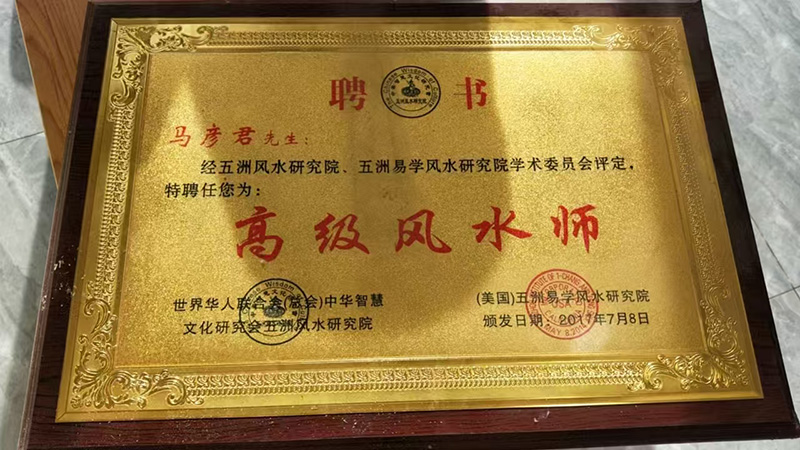 聘书
马彦君先生：
经五洲风水研究院、五洲易学风水研究院学术委员会评定，
特聘任您为：
高级风水师
世界华人联合会(总会)中华智慧
文化研究会五洲风水研究院
(美国)五洲易学风水研究院
颁发日期：2017年7月8日